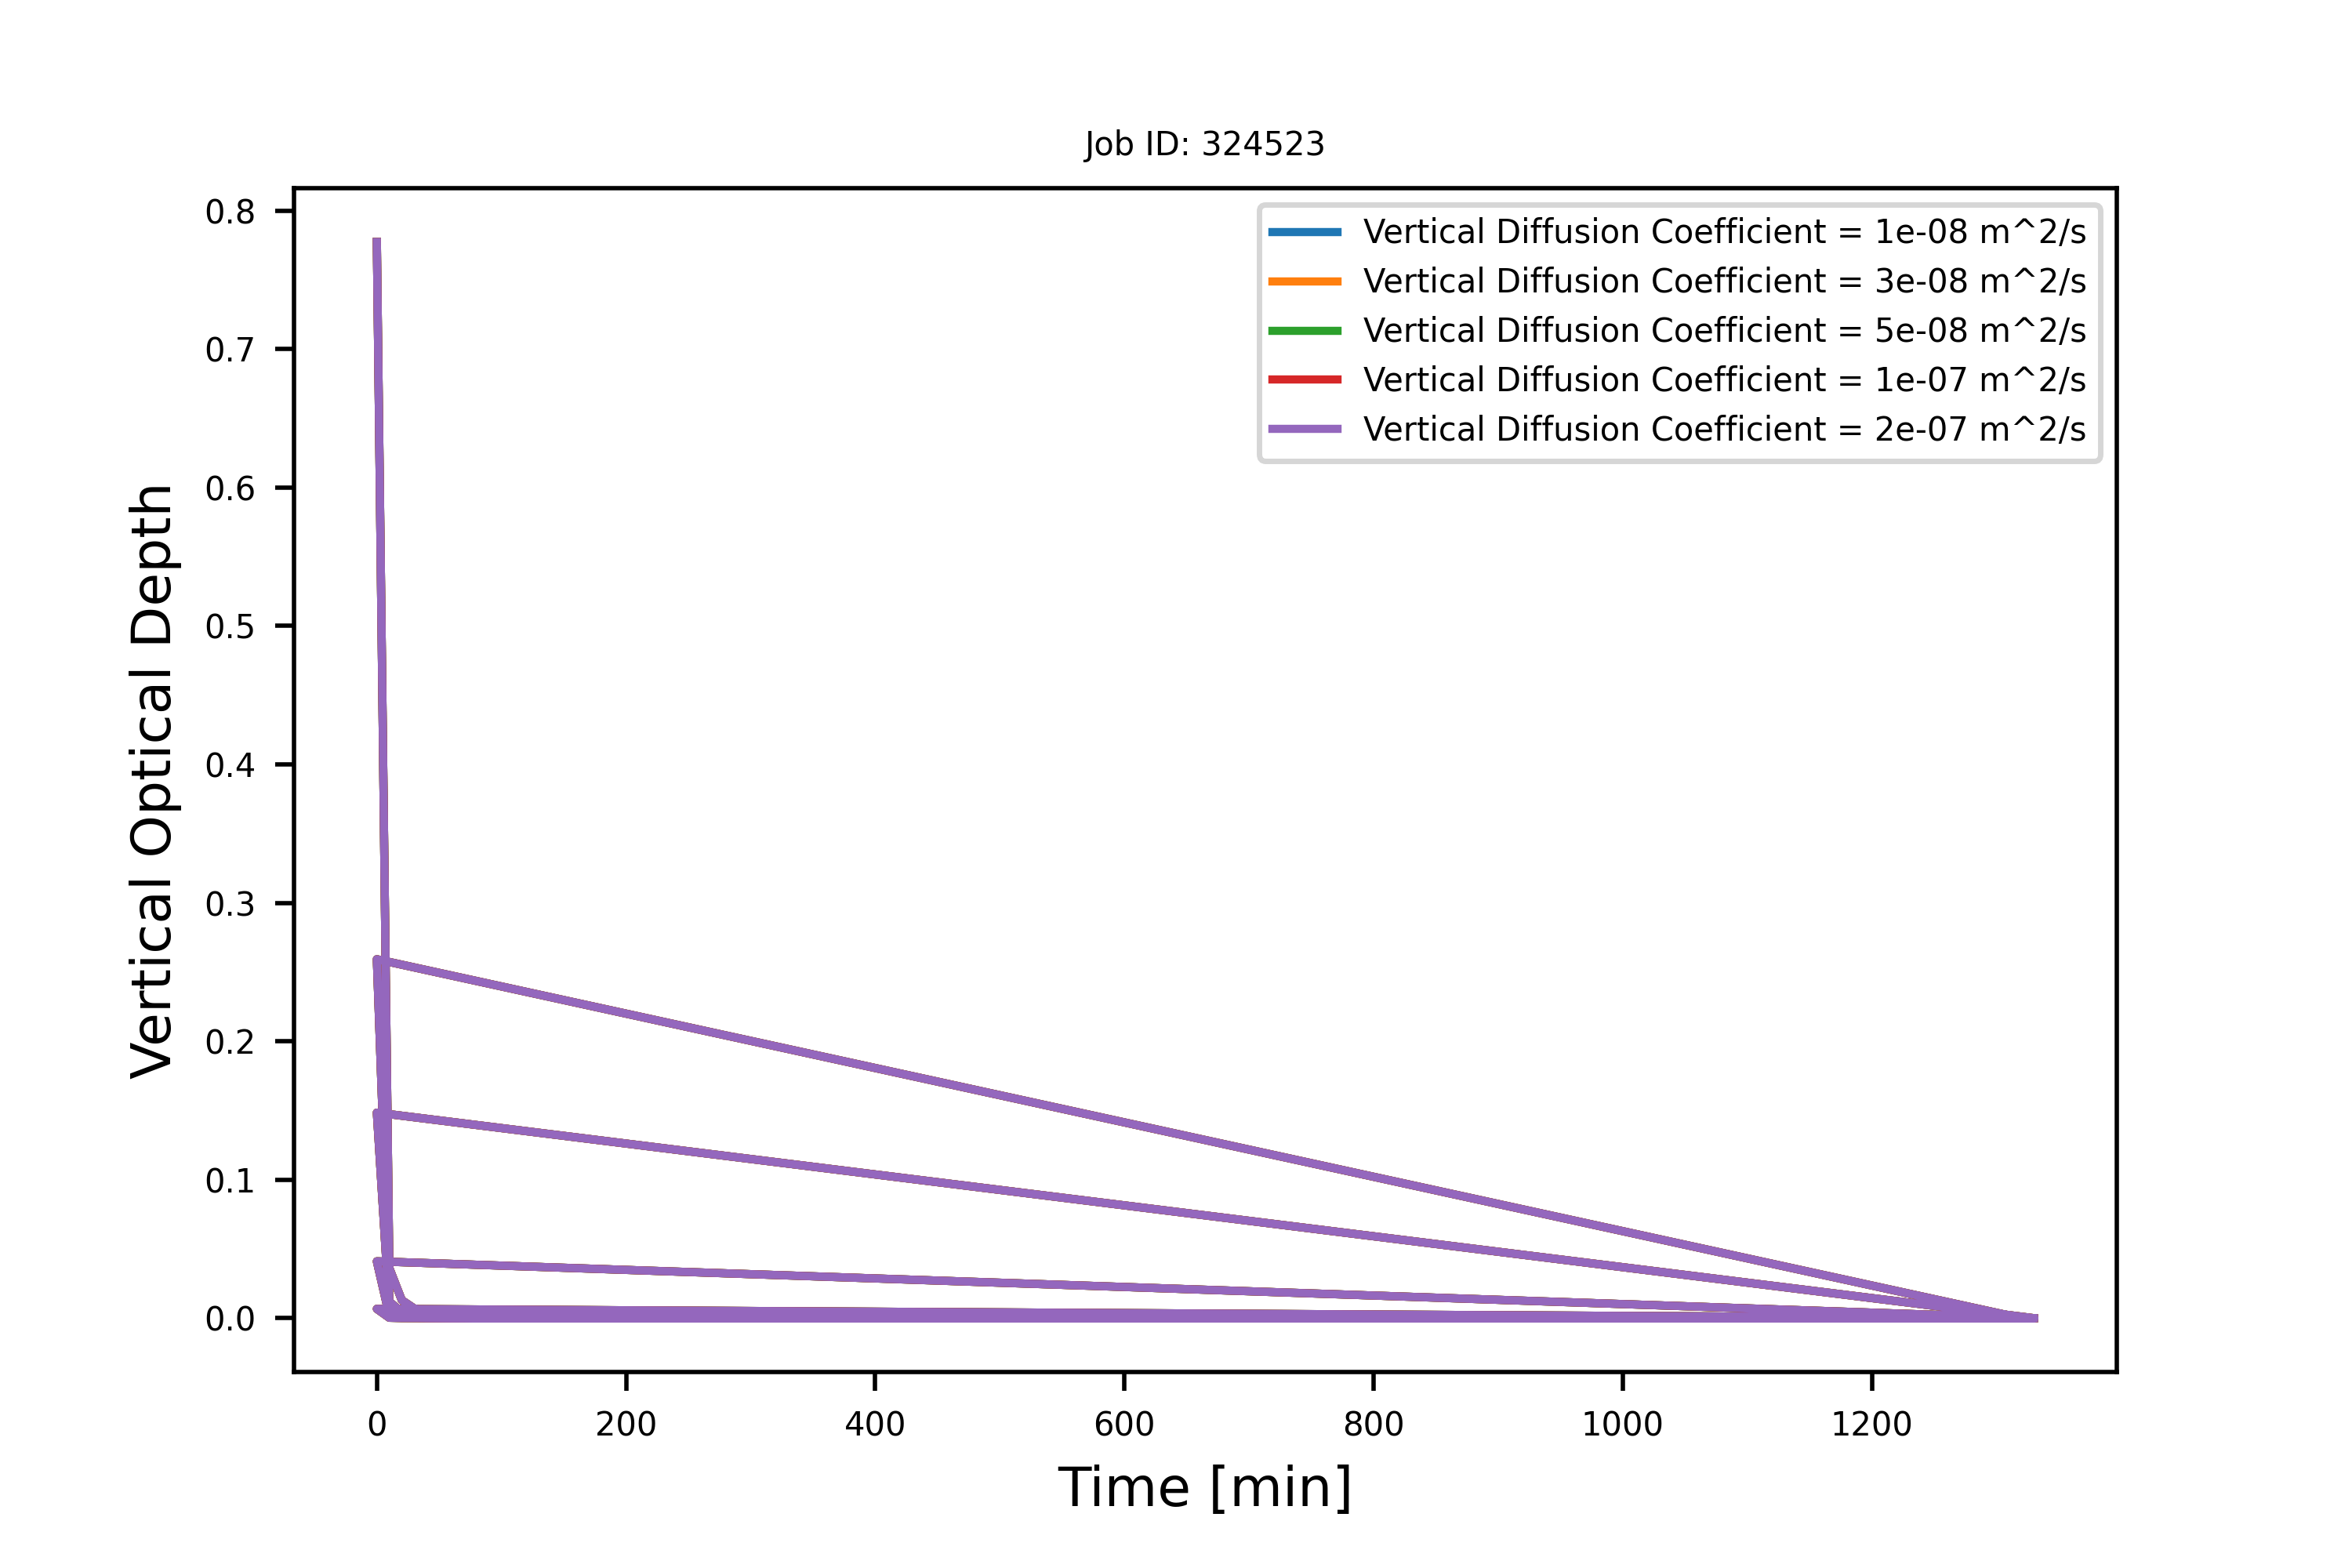 Job ID: 324523
Vertical Diffusion Coefficient = 1e-08 m^2/s
Vertical Diffusion Coefficient = 3e-08 m^2/s
Vertical Diffusion Coefficient = 5e-08 m^2/s
Vertical Diffusion Coefficient = 1e-07 m^2/s
Vertical Diffusion Coefficient = 2e-07 m^2/s
Vertical Optical Depth
0.8
0.7
0.6
0.5
0.4
0.3
0.2
0.1
0.0
0 200 400 600 800 1000 1200
Time [min]